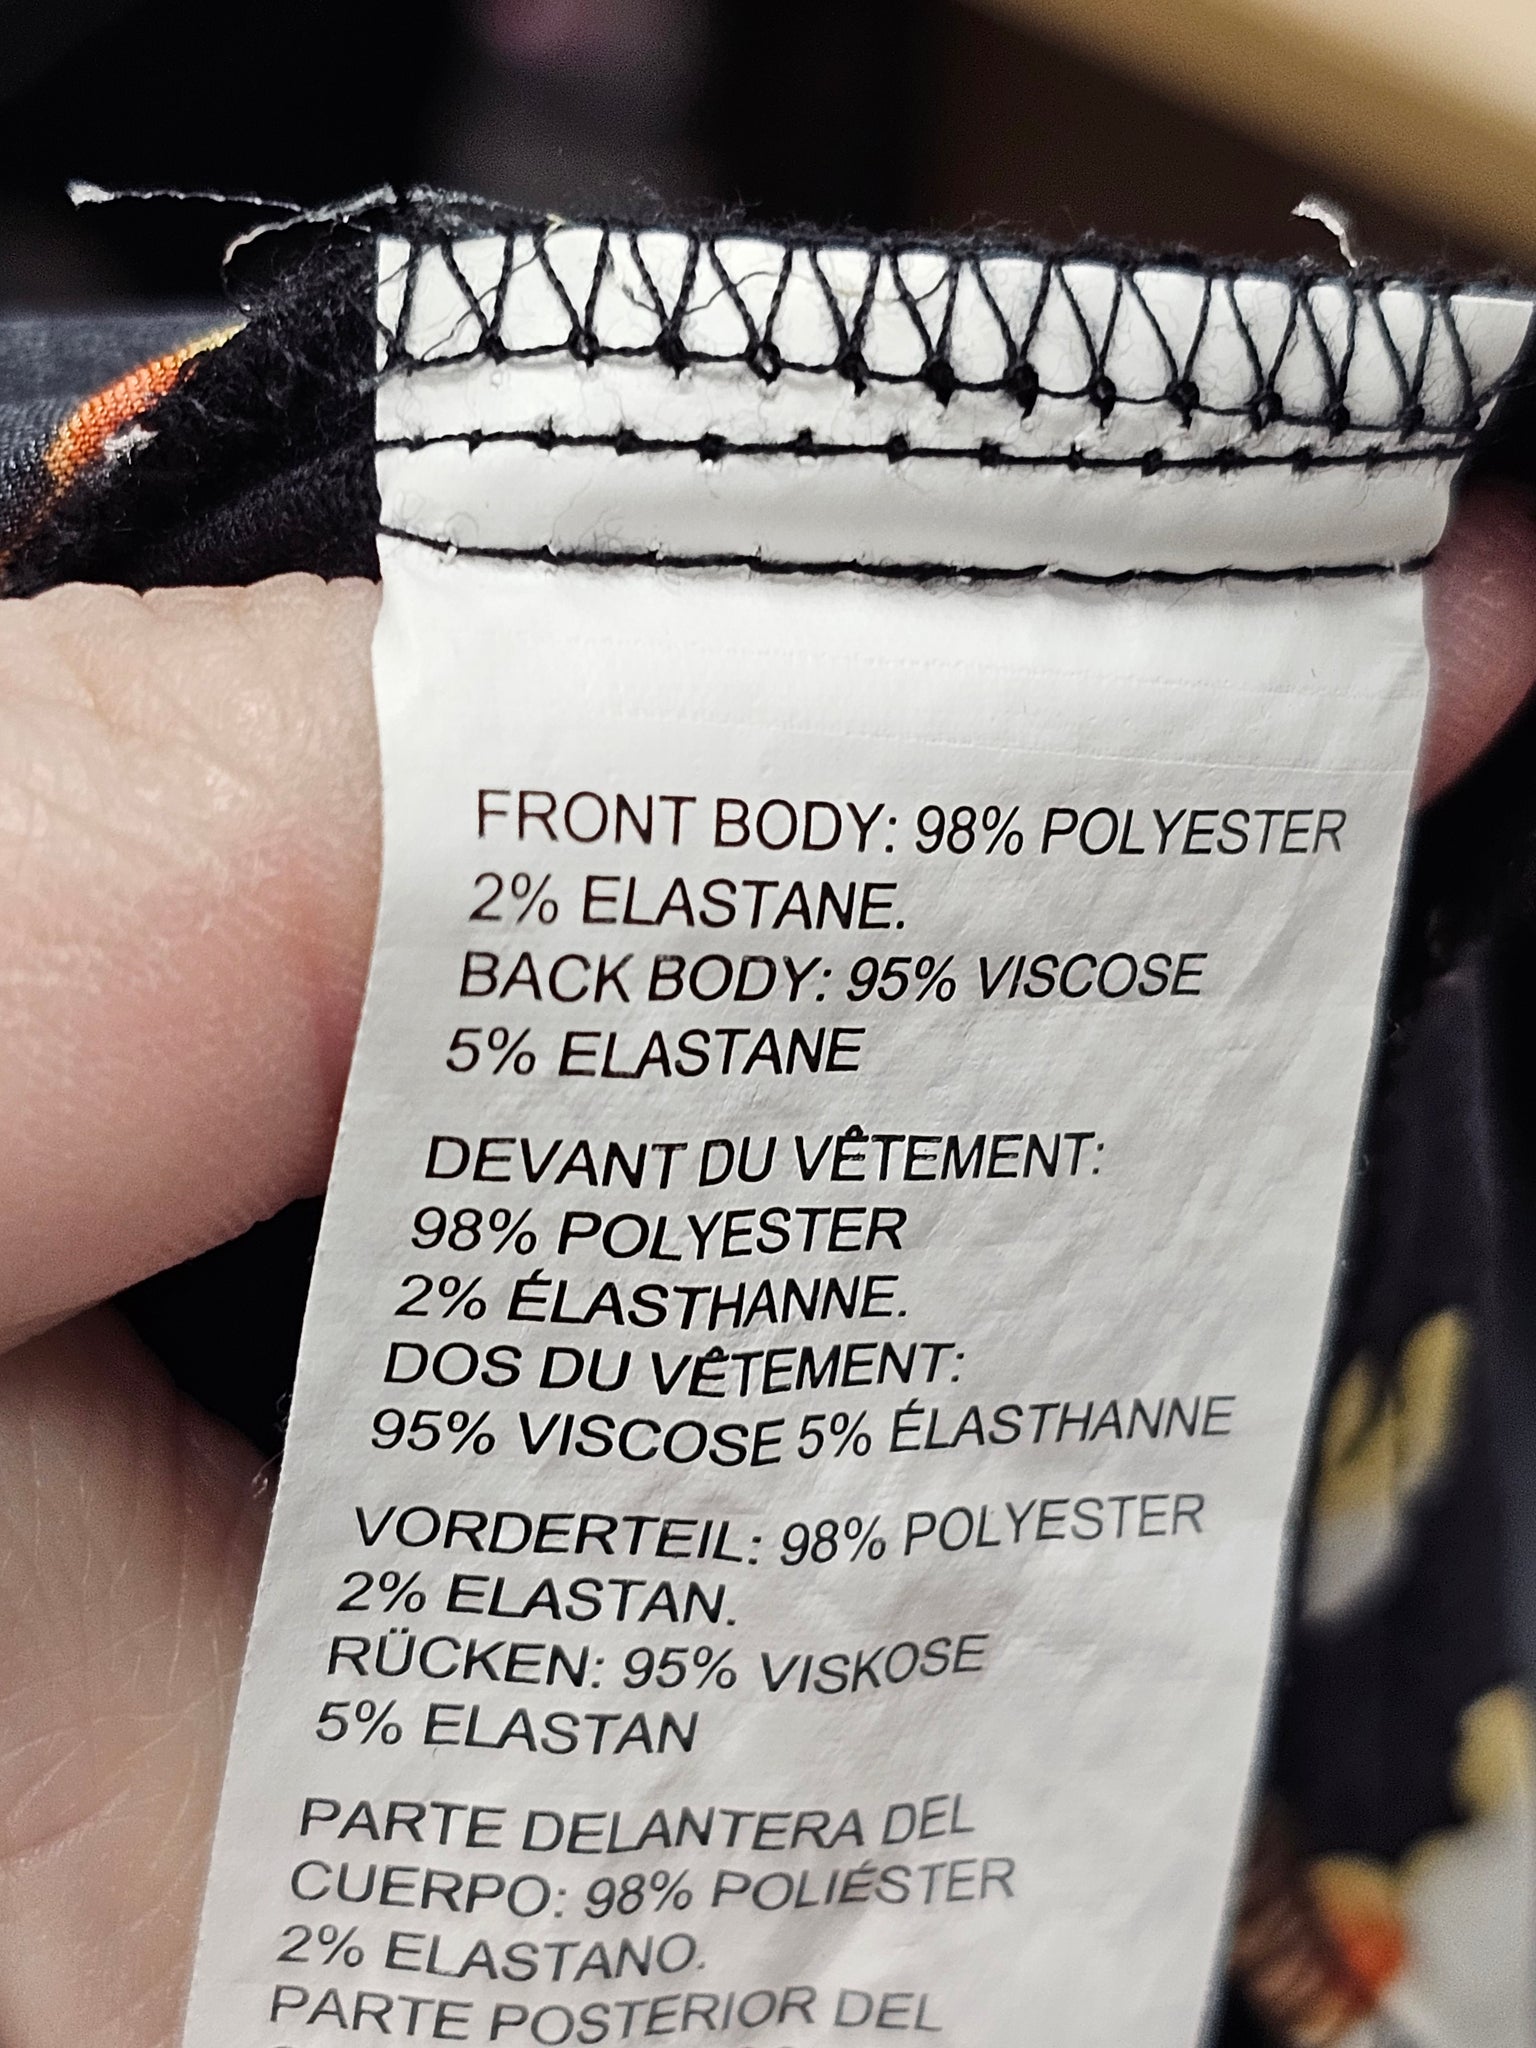 FRONT BODY: 98% POLYESTER
2% ELASTANE.
BACK BODY: 95% VISCOSE
5% ELASTANE
DEVANT DU VÊTEMENT:
98% POLYESTER
2% ÉLASTHANNE.
DOS DU VÊTEMENT:
95% VISCOSE 5% ÉLASTHANNE
VORDERTEIL: 98% POLYESTER
2% ELASTAN.
RÜCKEN: 95% VISKOSE
5% ELASTAN
PARTE DELANTERA DEL
CUERPO: 98% POLIÉSTER
2% ELASTANO.
PARTE POSTERIOR DEL